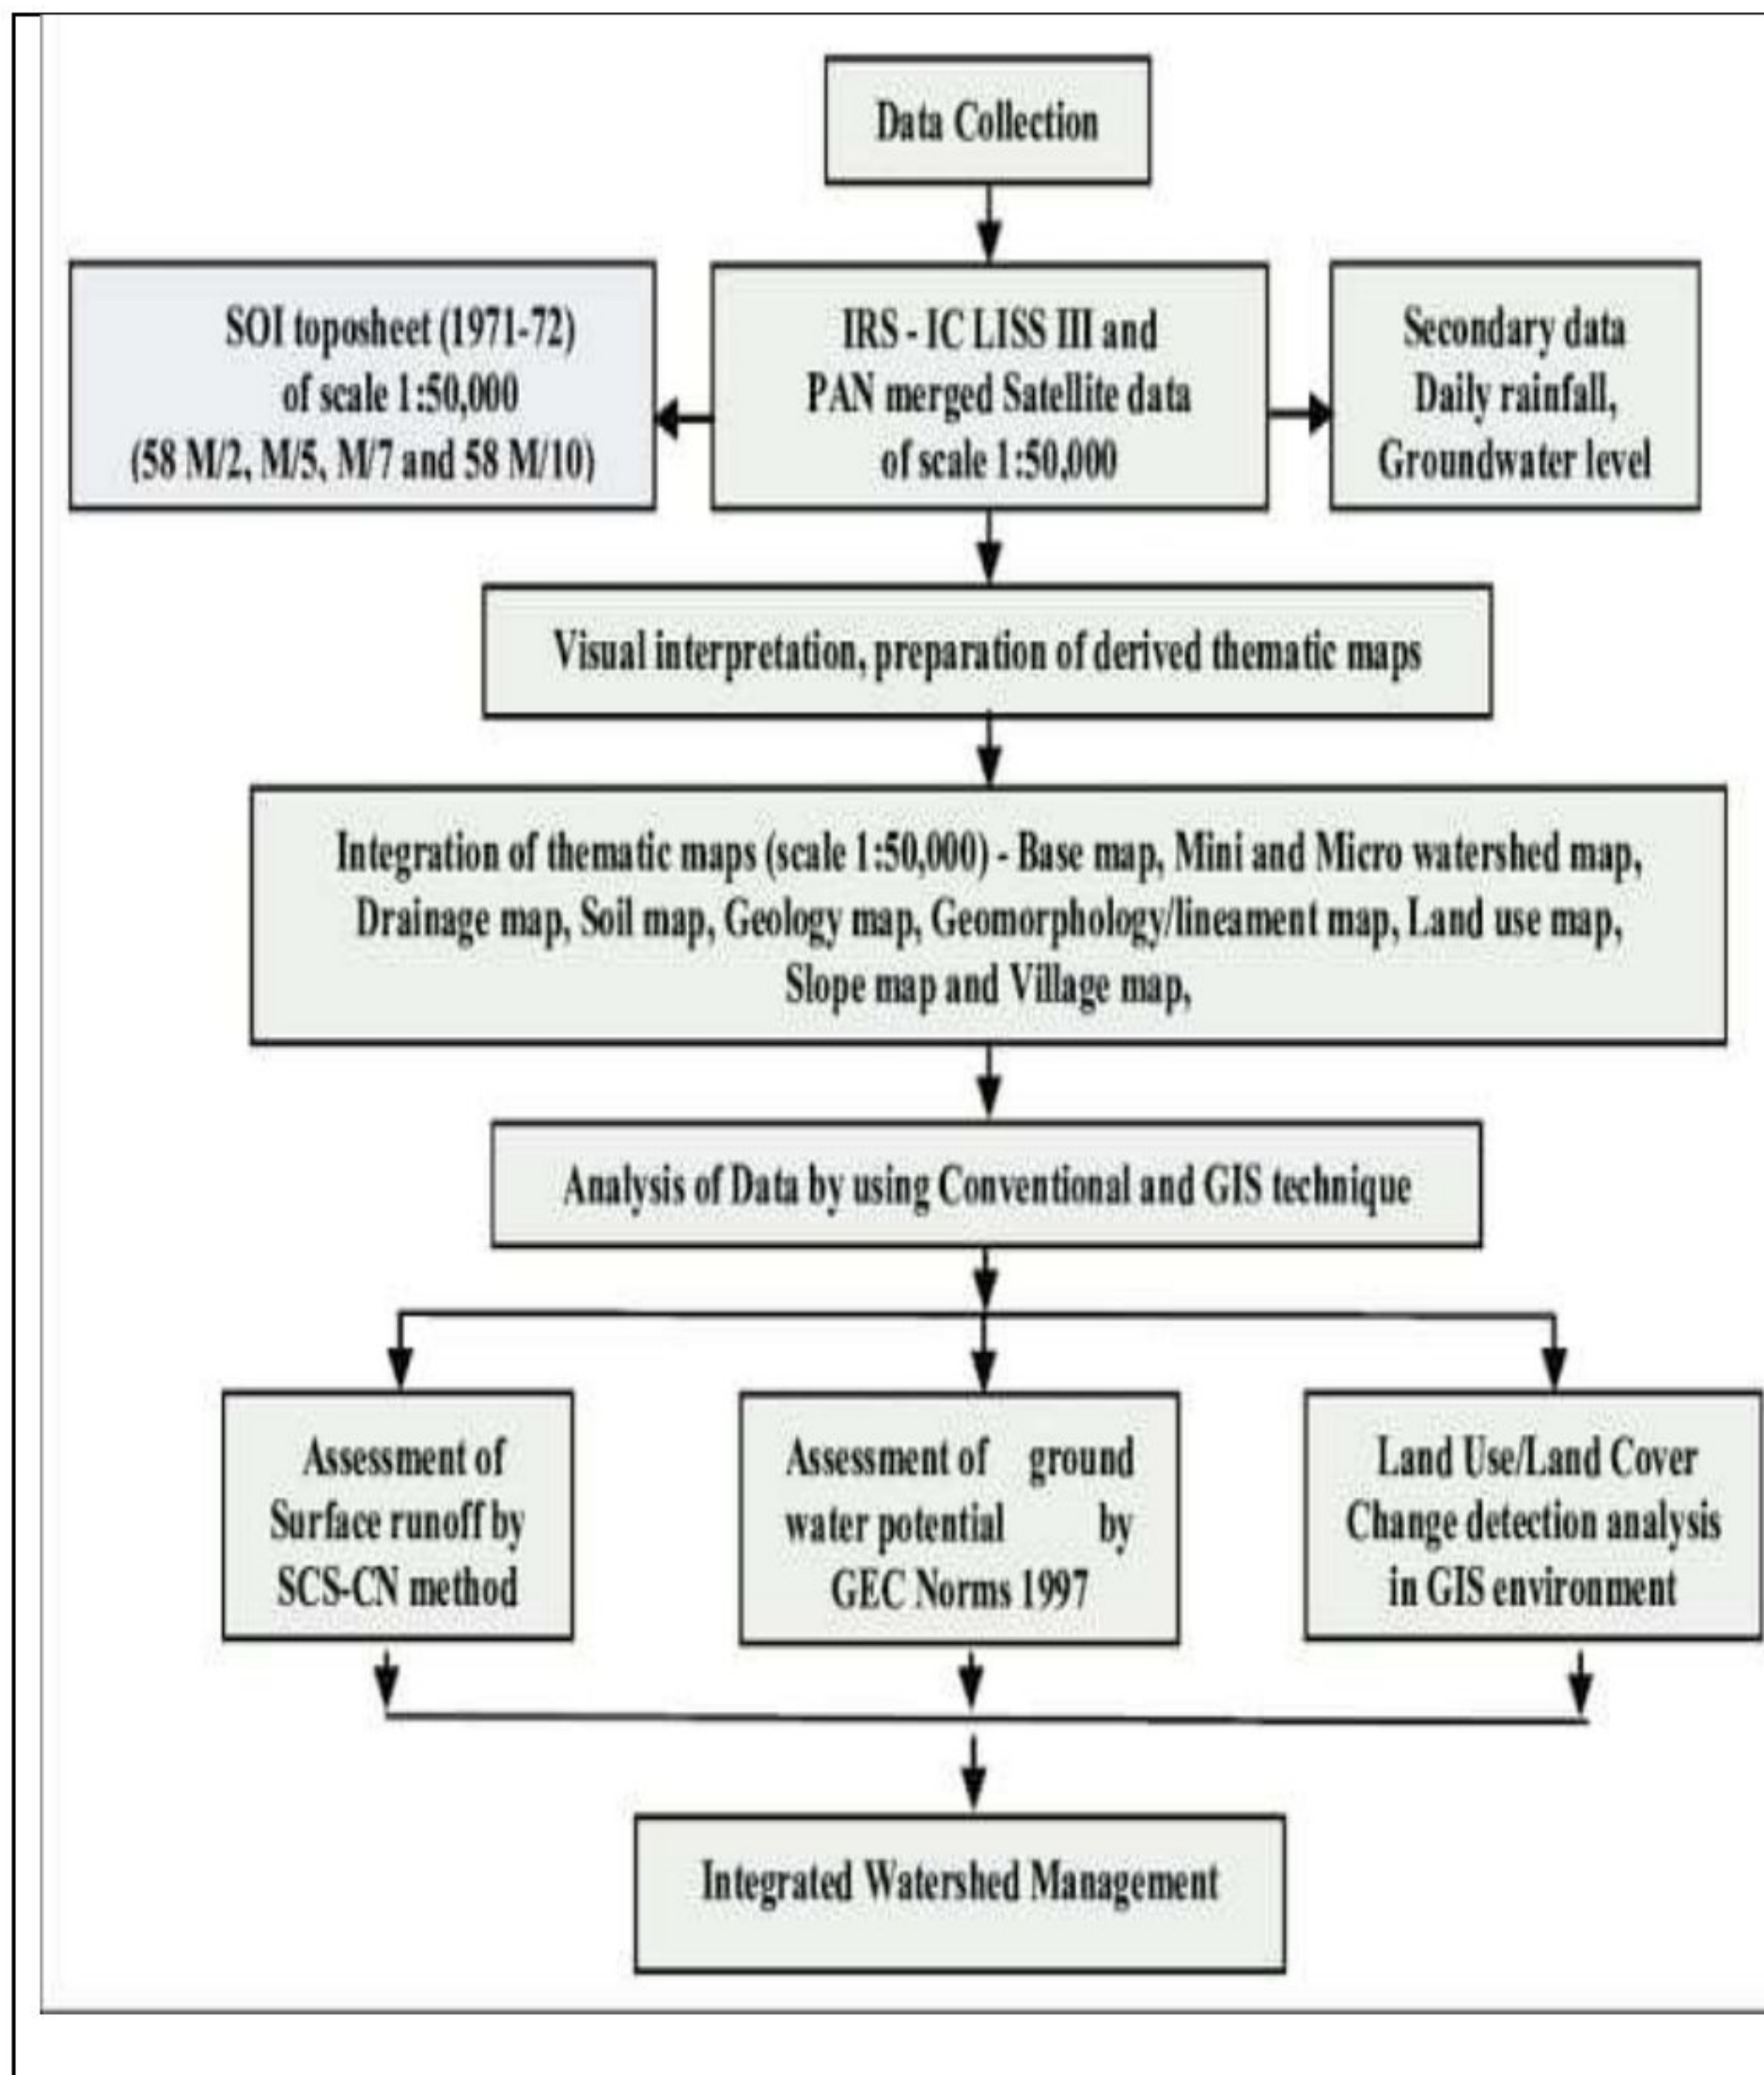 Data Collection
SOI toposheet (1971-72)
of scale 1:50,000
(58 M/2, M/5, M/7 and 58 M/10)
IRS - IC LISS III and
PAN merged Satellite data
of scale 1:50,000
Secondary data
Daily rainfall,
Groundwater level
Visual interpretation, preparation of derived thematic maps
Integration of thematic maps (scale 1:50,000) - Base map, Mini and Micro watershed map,
Drainage map, Soil map, Geology map, Geomorphology/lineament map, Land use map,
Slope map and Village map,
Analysis of Data by using Conventional and GIS technique
Assessment of
Surface runoff by
SCS-CN method
Assessment of ground
water potential by
GEC Norms 1997
Land Use/Land Cover
Change detection analysis
in GIS environment
Integrated Watershed Management